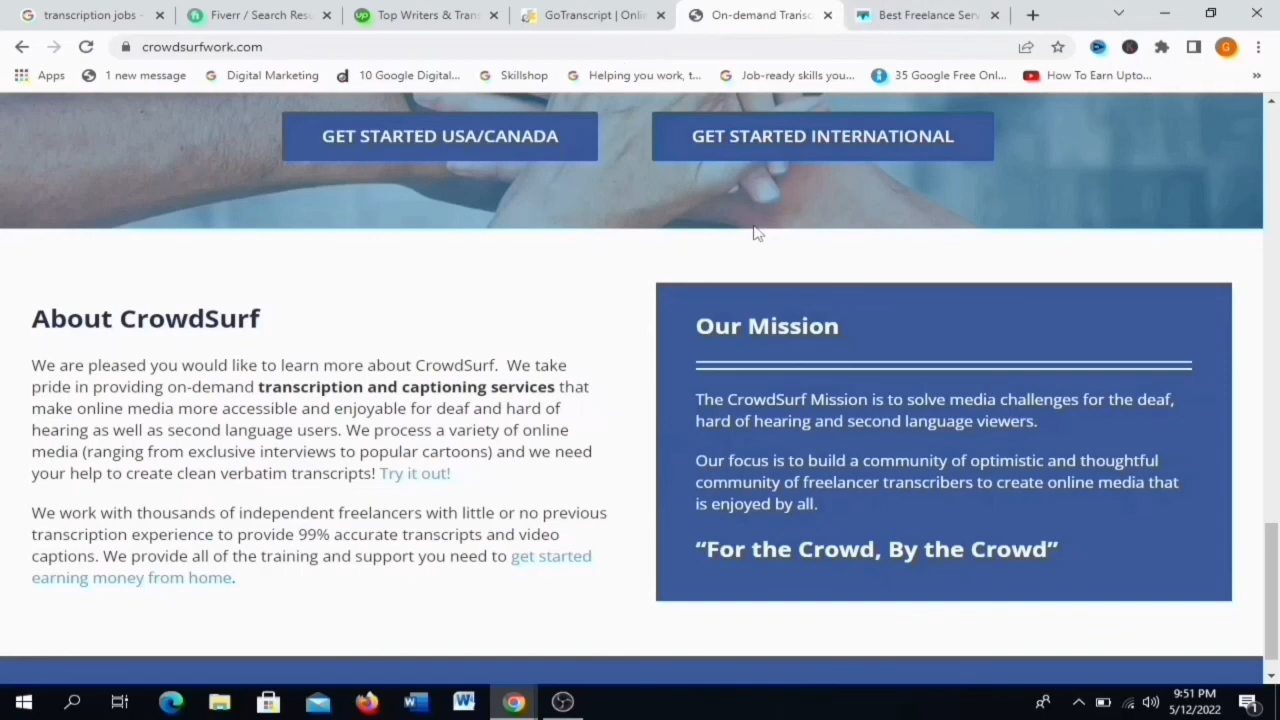 transcription jobs -
Fiverr / Search Resu
Top Writers & Tran
GoTranscript | Onli
On-demand Transc
Best Freelance Serv
crowdsurfwork.com
G
Apps
1 new message
Digital Marketing
10 Google Digital...
Skillshop
Helping you work, t...
Job-ready skills you...
35 Google Free Onl...
How To Earn Upto...
GET STARTED USA/CANADA
GET STARTED INTERNATIONAL
About CrowdSurf
We are pleased you would like to learn more about CrowdSurf. We take
pride in providing on-demand transcription and captioning services that
make online media more accessible and enjoyable for deaf and hard of
hearing as well as second language users. We process a variety of online
media (ranging from exclusive interviews to popular cartoons) and we need
your help to create clean verbatim transcripts! Try it out!
We work with thousands of independent freelancers with little or no previous
transcription experience to provide 99% accurate transcripts and video
captions. We provide all of the training and support you need to get started
earning money from home.
Our Mission
The CrowdSurf Mission is to solve media challenges for the deaf,
hard of hearing and second language viewers.
Our focus is to build a community of optimistic and thoughtful
community of freelancer transcribers to create online media that
is enjoyed by all.
“For the Crowd, By the Crowd”
9:51 PM
5/12/2022